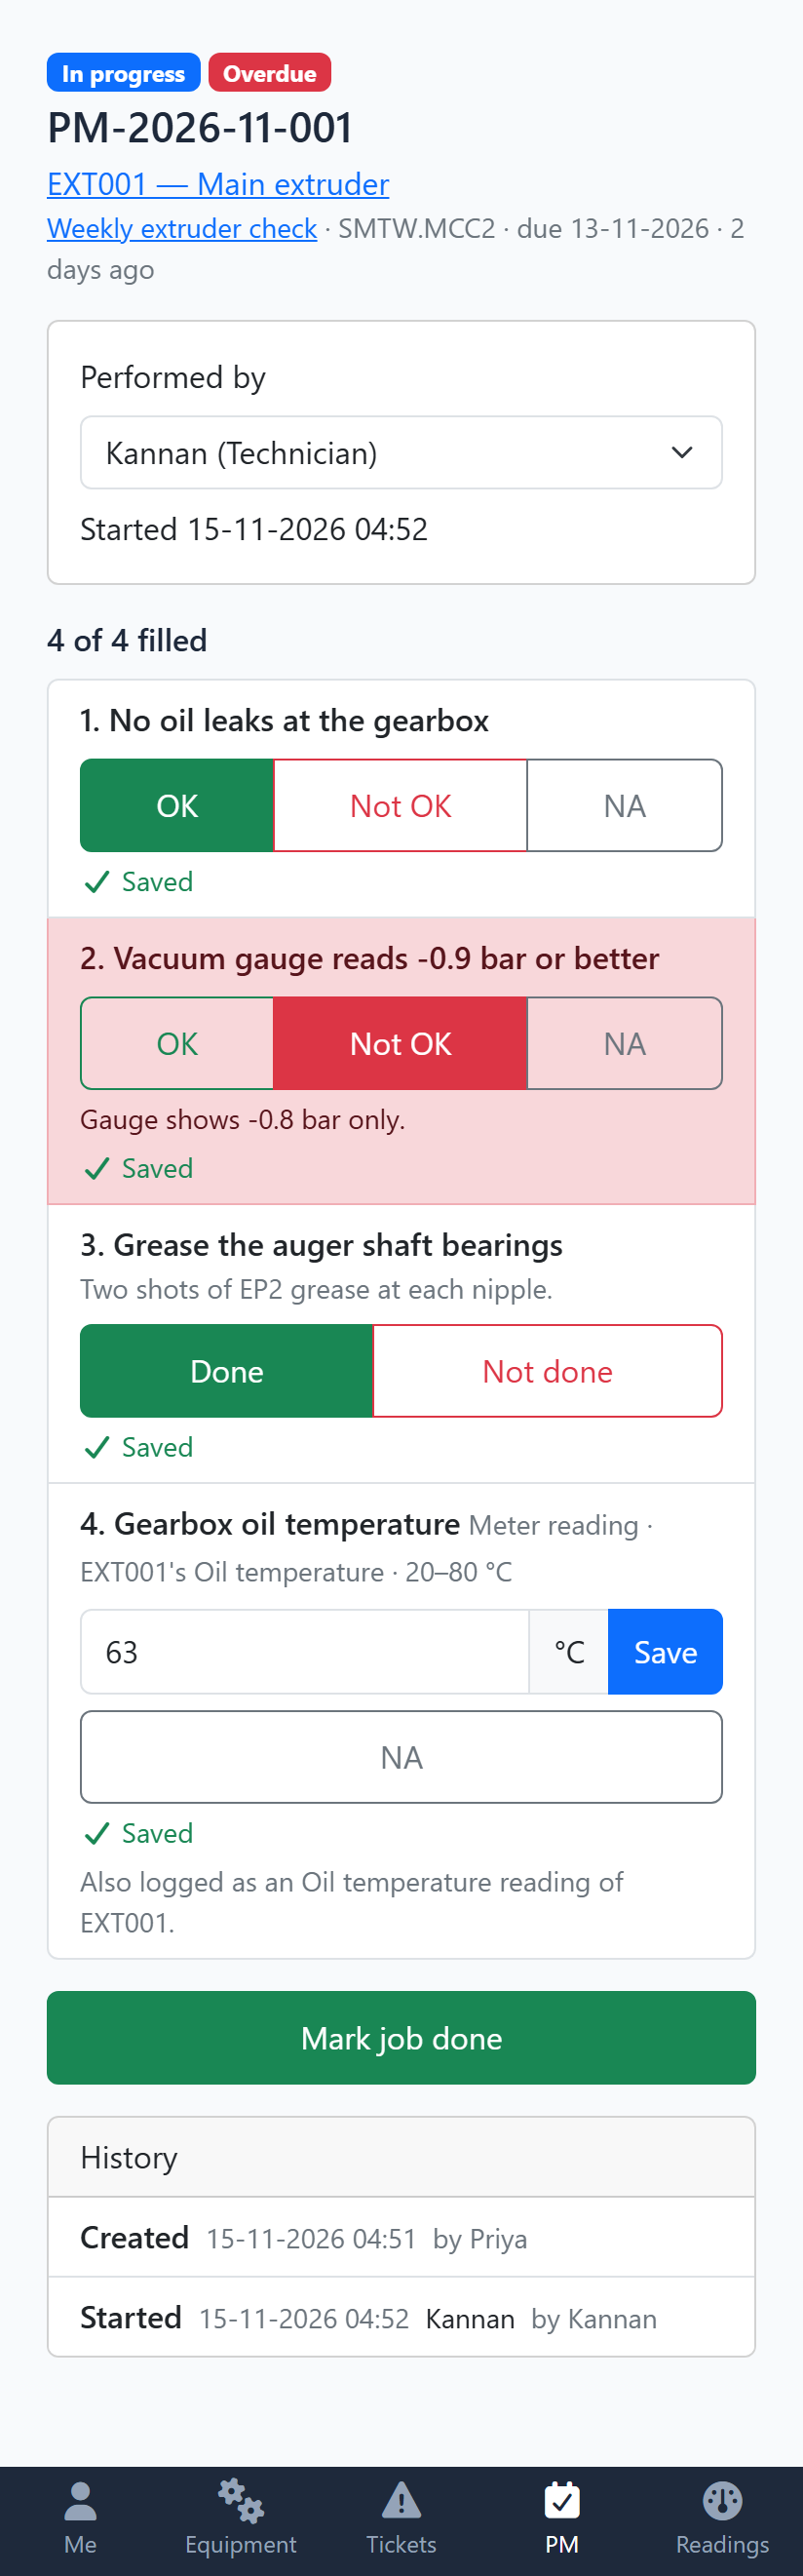 In progress Overdue
PM-2026-11-001
EXT001 — Main extruder
Weekly extruder check · SMTW.MCC2 · due 13-11-2026 · 2
days ago
Performed by
Kannan (Technician)
Started 15-11-2026 04:52
4 of 4 filled
1. No oil leaks at the gearbox
OK Not OK NA
Saved
2. Vacuum gauge reads -0.9 bar or better
OK Not OK NA
Gauge shows -0.8 bar only.
Saved
3. Grease the auger shaft bearings
Two shots of EP2 grease at each nipple.
Done Not done
Saved
4. Gearbox oil temperature Meter reading ·
EXT001's Oil temperature · 20–80 °C
63 °C Save
NA
Saved
Also logged as an Oil temperature reading of
EXT001.
Mark job done
History
Created 15-11-2026 04:51 by Priya
Started 15-11-2026 04:52 Kannan by Kannan
Me Equipment Tickets PM Readings